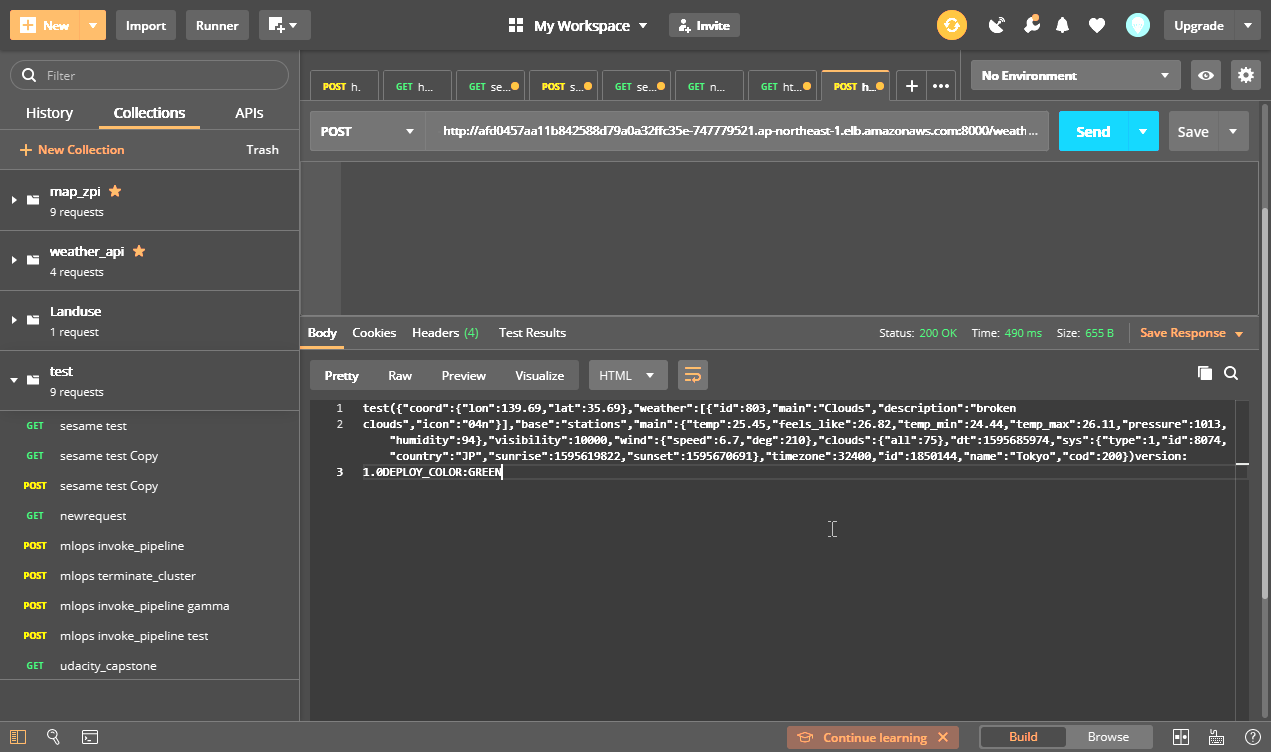 New
Import
Runner
My Workspace
Invite
Upgrade
Filter
History
Collections
APIs
New Collection
Trash
map_zpi
9 requests
weather_api
4 requests
Landuse
1 request
test
9 requests
GET sesame test
GET sesame test Copy
POST sesame test Copy
GET newrequest
POST mlops invoke_pipeline
POST mlops terminate_cluster
POST mlops invoke_pipeline gamma
POST mlops invoke_pipeline test
GET udacity_capstone
POST h. GET h... GET se... POST s... GET se... GET n... GET ht... POST h...
No Environment
POST http://afd0457aa11b842588d79a0a32ffc35e-747779521.ap-northeast-1.elb.amazonaws.com:8000/weath ... Send Save
Body Cookies Headers (4) Test Results Status: 200 OK Time: 490 ms Size: 655 B Save Response
Pretty Raw Preview Visualize HTML
1 test({"coord":{"lon":139.69,"lat":35.69},"weather":[{"id":803,"main":"Clouds","description":"broken
2 clouds","icon":"04n"}],"base":"stations","main":{"temp":25.45,"feels_like":26.82,"temp_min":24.44,"temp_max":26.11,"pressure":1013,
"humidity":94},"visibility":10000,"wind":{"speed":6.7,"deg":210},"clouds":{"all":75},"dt":1595685974,"sys":{"type":1,"id":8074,
"country":"JP","sunrise":1595619822,"sunset":1595670691},"timezone":32400,"id":1850144,"name":"Tokyo","cod":200})version:
3 1.0DEPLOY_COLOR:GREEN
Continue learning
Build
Browse